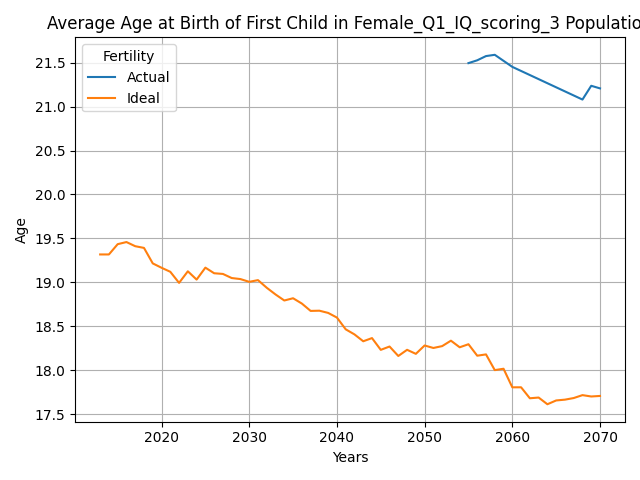 Average Age at Birth of First Child in Female_Q1_IQ_scoring_3 Populatio
Fertility
Actual
Ideal
21.5
21.0
20.5
20.0
19.5
19.0
18.5
18.0
17.5
Age
2020
2030
2040
2050
2060
2070
Years